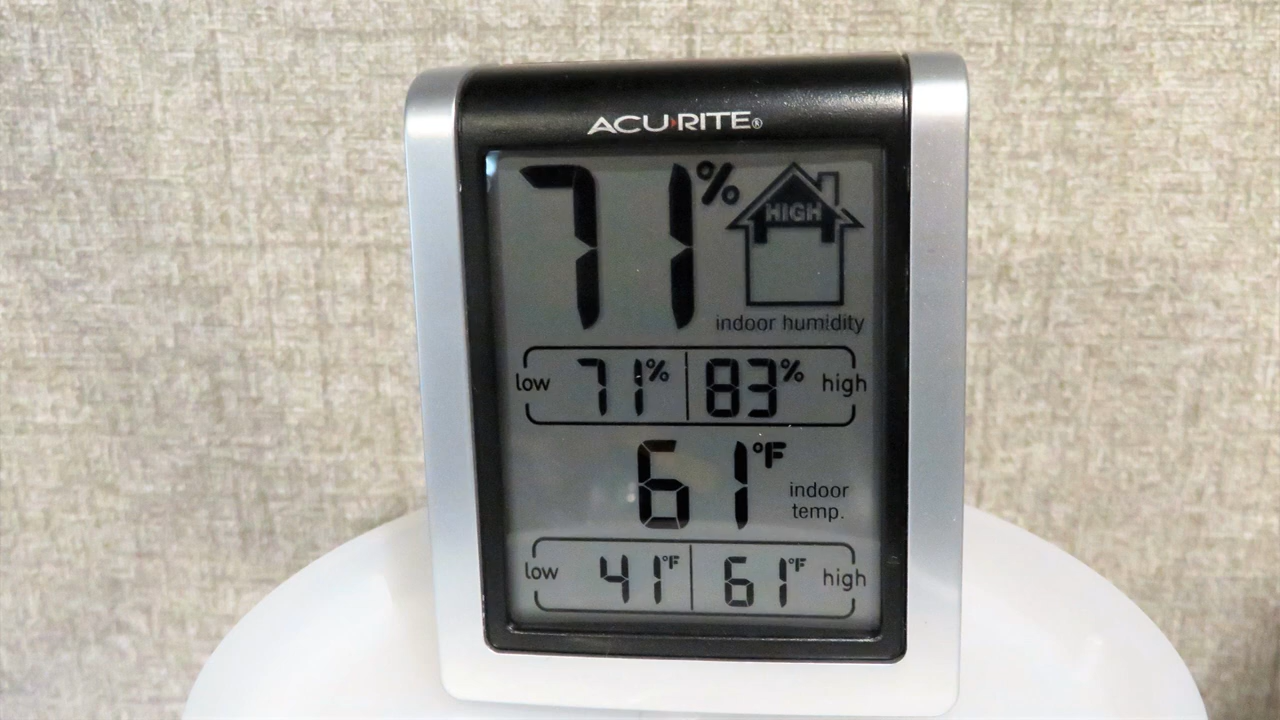 ACU›RITE®
71%
HIGH
indoor humidity
low 71% 83% high
61°F
indoor
temp.
low 41°F 61°F high